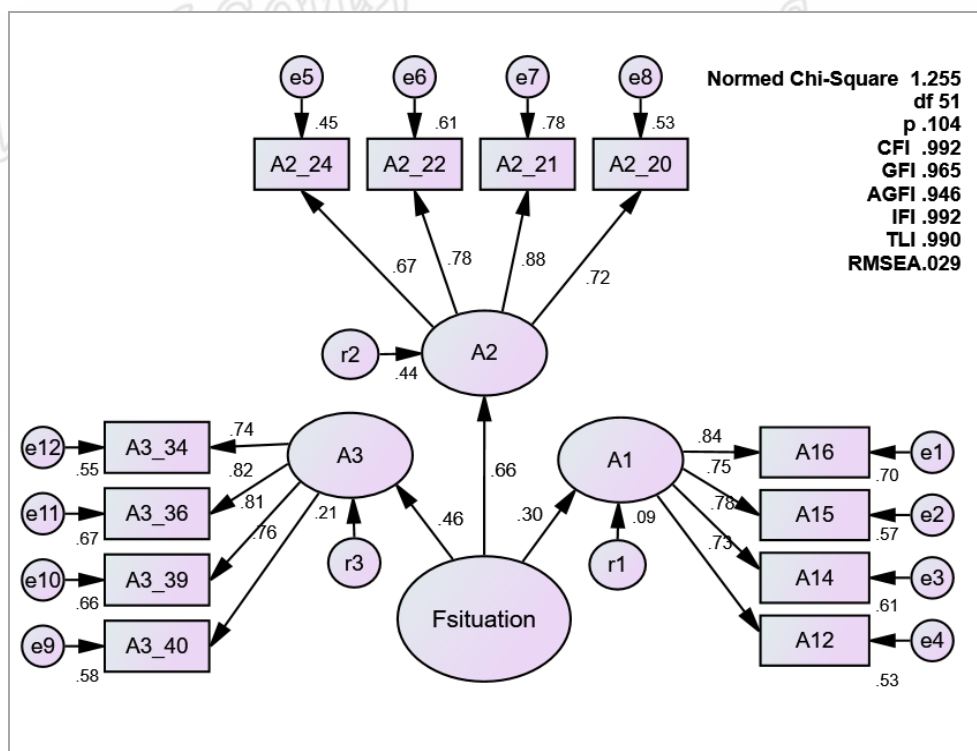 e5
e6
e7
e8
Normed Chi-Square 1.255
df 51
p .104
CFI .992
GFI .965
AGFI .946
IFI .992
TLI .990
RMSEA.029
.45
.61
.78
.53
A2_24
A2_22
A2_21
A2_20
.67
.78
.88
.72
r2
.44
A2
e12
.55
A3_34
.74
A3
A1
.84
A16
e1
.70
.82
.75
e11
.67
A3_36
.81
.66
.78
A15
e2
.57
.76
.21
.46
.30
.09
.73
e10
.66
A3_39
r3
r1
A14
e3
.61
e9
.58
A3_40
Fsituation
A12
e4
.53